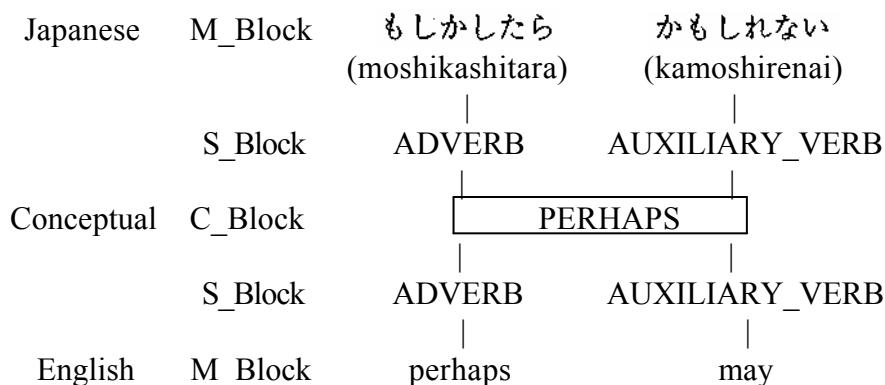 Japanese M_Block もしかしたら かもしれない
(moshikashitara) (kamoshirenai)
S_Block ADVERB AUXILIARY_VERB
Conceptual C_Block PERHAPS
S_Block ADVERB AUXILIARY_VERB
English M_Block perhaps may